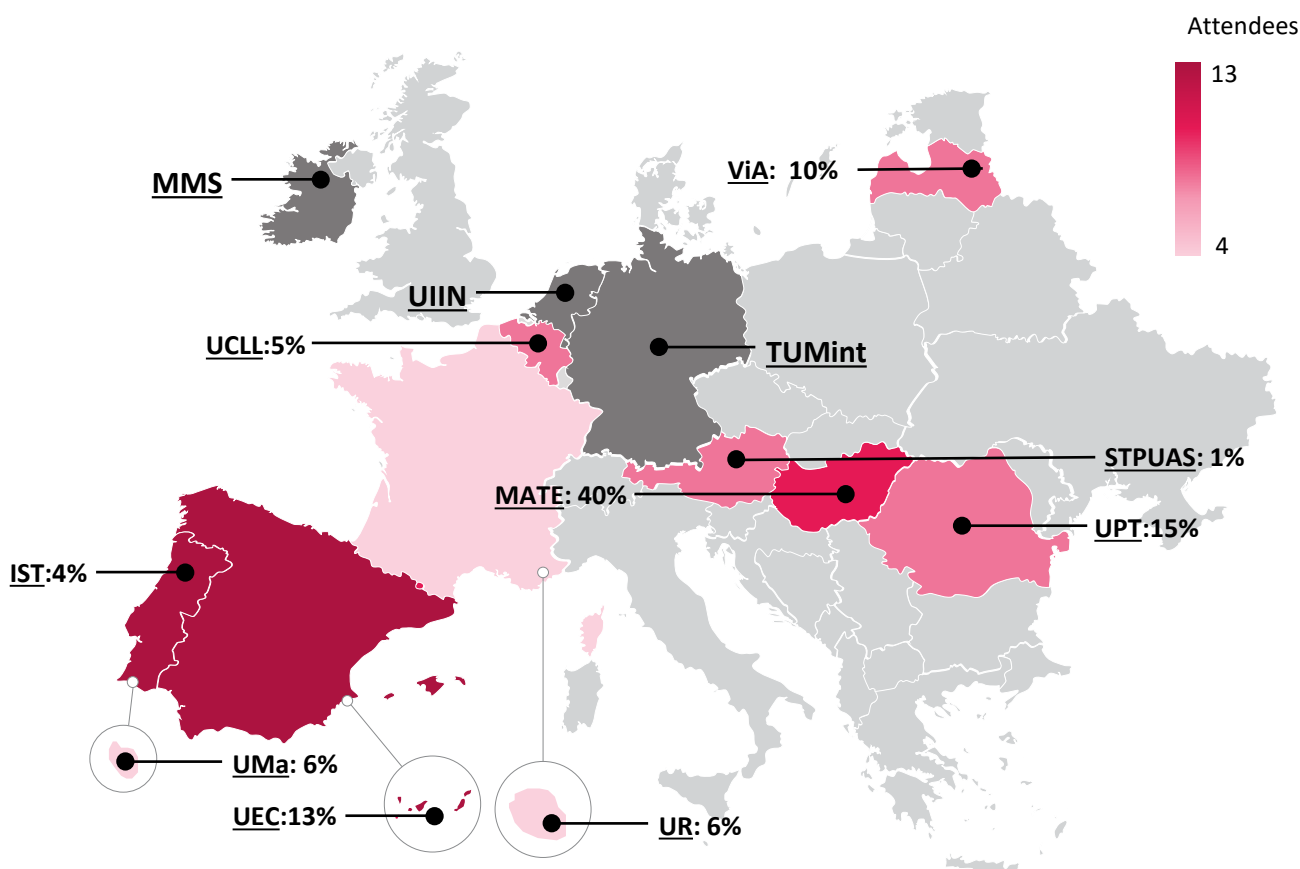 Attendees
13
4
ViA: 10%
MMS
UIIN
UCLL:5%
TUMint
STPUAS: 1%
MATE: 40%
UPT:15%
IST:4%
UMa: 6%
UEC:13%
UR: 6%